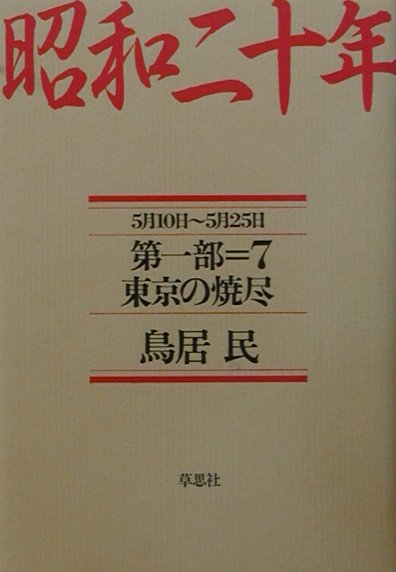 昭和二十年
5月10日～5月25日
第一部=7
東京の焼尽
鳥居 民
草思社